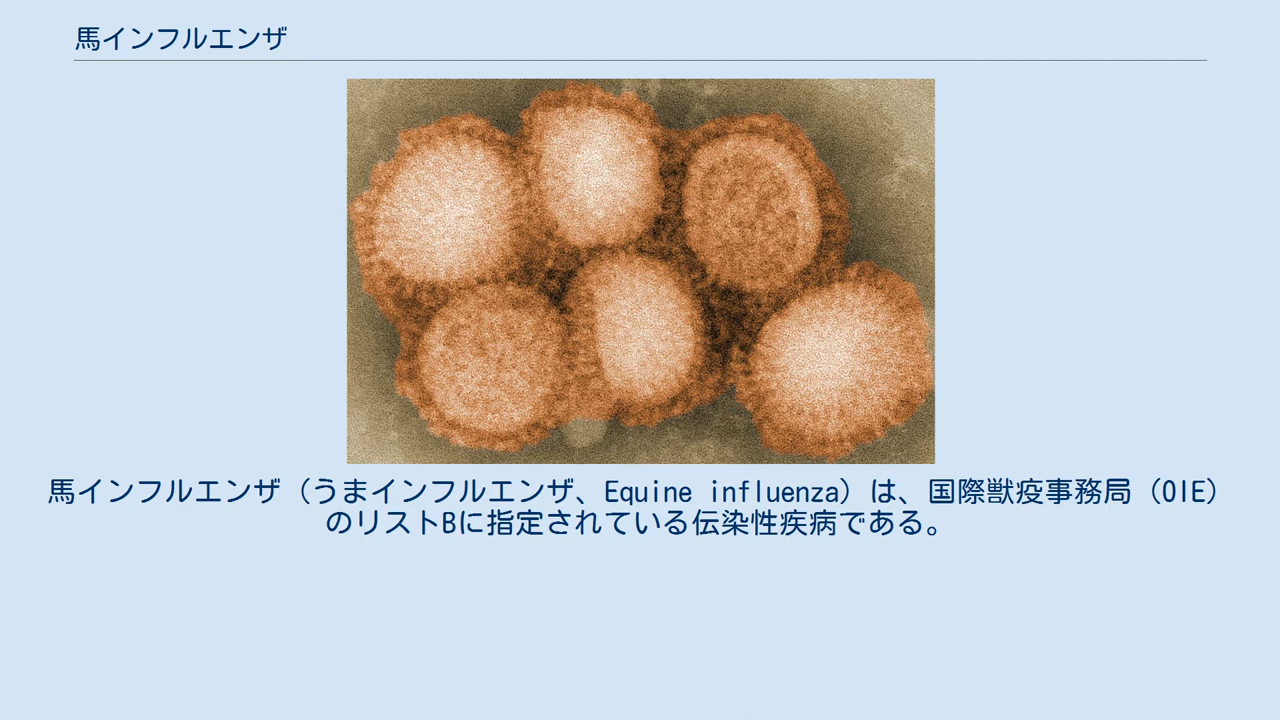 馬インフルエンザ
馬インフルエンザ（うまインフルエンザ、Equine influenza）は、国際獣疫事務局（OIE）
のリストBに指定されている伝染性疾病である。